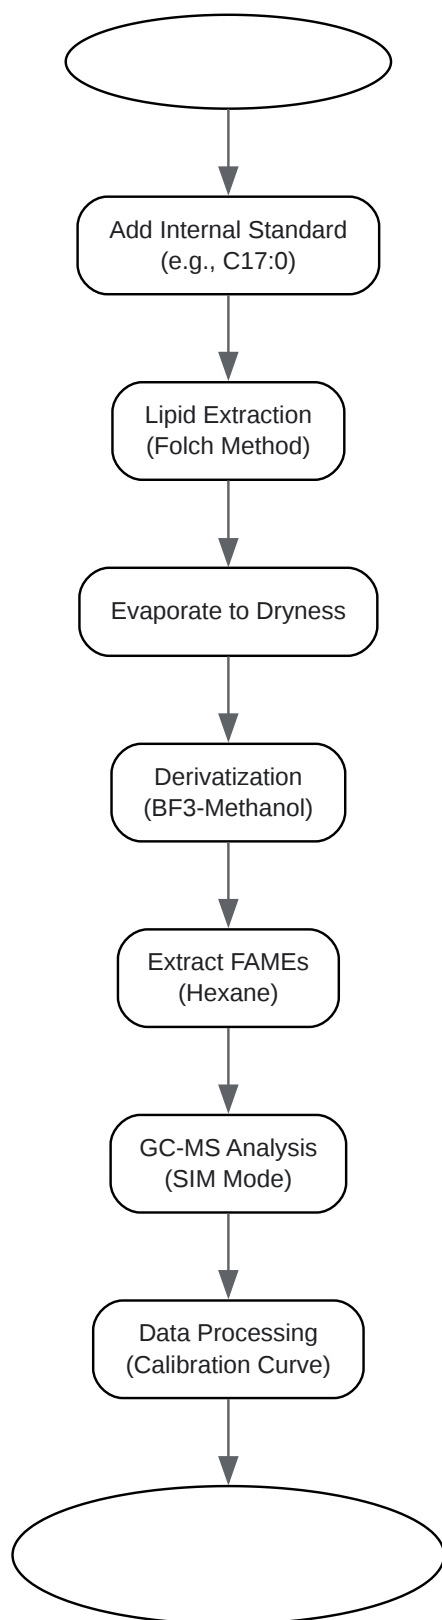 Add Internal Standard
(e.g., C17:0)
Lipid Extraction
(Folch Method)
Evaporate to Dryness
Derivatization
(BF3-Methanol)
Extract FAMEs
(Hexane)
GC-MS Analysis
(SIM Mode)
Data Processing
(Calibration Curve)